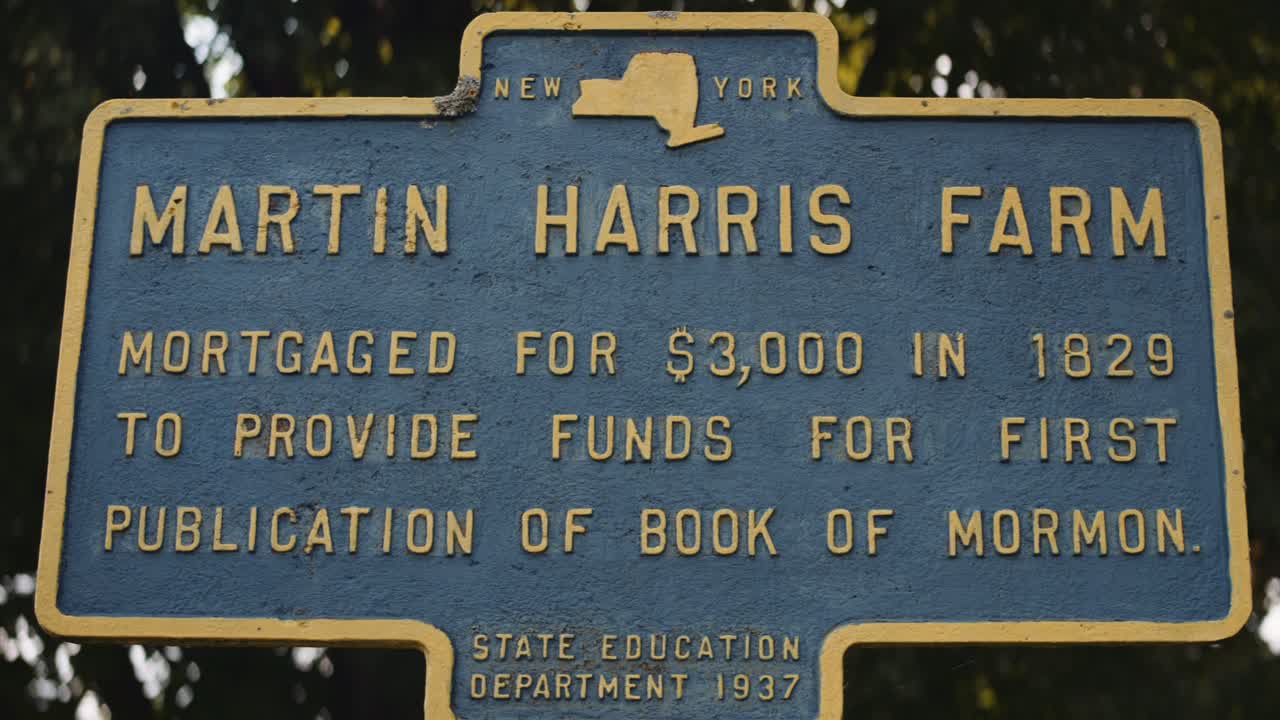 NEW YORK
MARTIN HARRIS FARM
MORTGAGED FOR $3,000 IN 1829
TO PROVIDE FUNDS FOR FIRST
PUBLICATION OF BOOK OF MORMON.
STATE EDUCATION
DEPARTMENT 1937